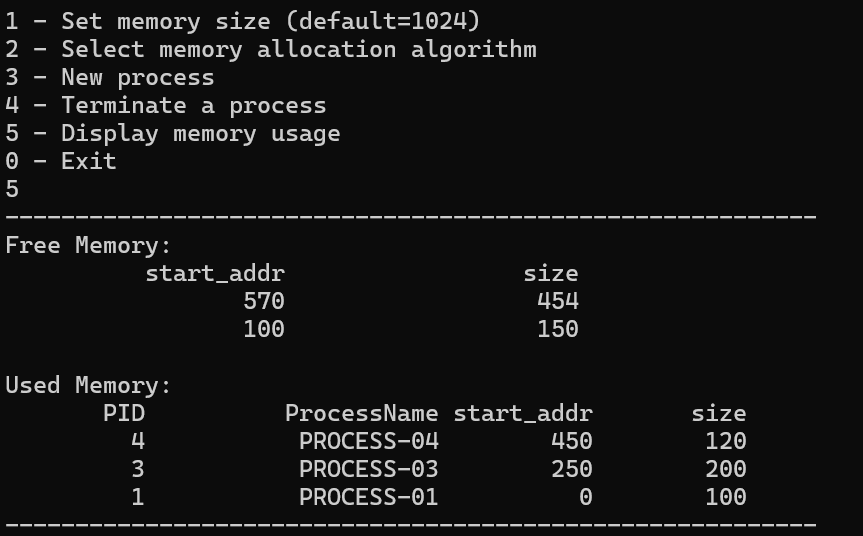 1 - Set memory size (default=1024)
2 - Select memory allocation algorithm
3 - New process
4 - Terminate a process
5 - Display memory usage
0 - Exit
5
----------------------------------------------------------
Free Memory:
          start_addr                 size
                 570                  454
                 100                  150

Used Memory:
       PID          ProcessName start_addr       size
         4           PROCESS-04        450        120
         3           PROCESS-03        250        200
         1           PROCESS-01          0        100
----------------------------------------------------------